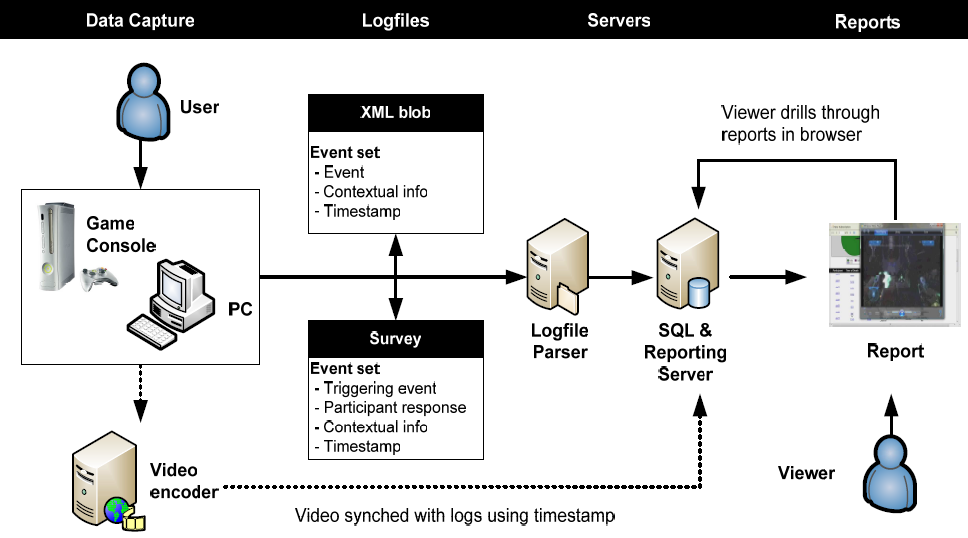 Data Capture
Logfiles
Servers
Reports
User
Game
Console
PC
Video
encoder
XML blob
Event set
- Event
- Contextual info
- Timestamp
Survey
Event set
- Triggering event
- Participant response
- Contextual info
- Timestamp
Logfile
Parser
SQL &
Reporting
Server
Viewer drills through
reports in browser
Report
Viewer
Video synched with logs using timestamp